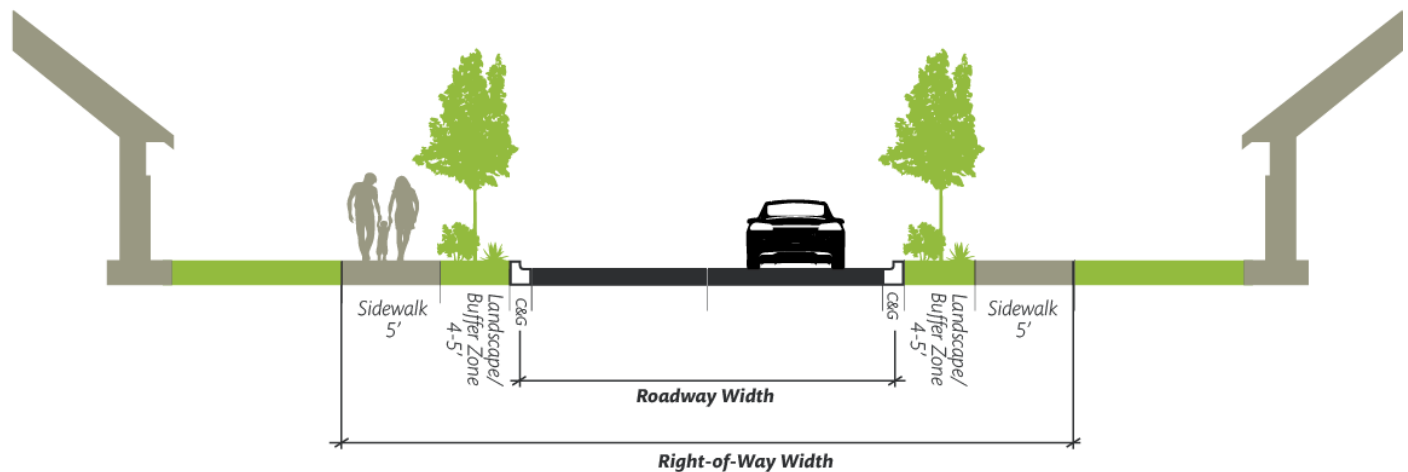 Sidewalk
5’
Landscape/
Buffer Zone
4-5’
C&G
C&G
Landscape/
Buffer Zone
4-5’
Sidewalk
5’
Roadway Width
Right-of-Way Width